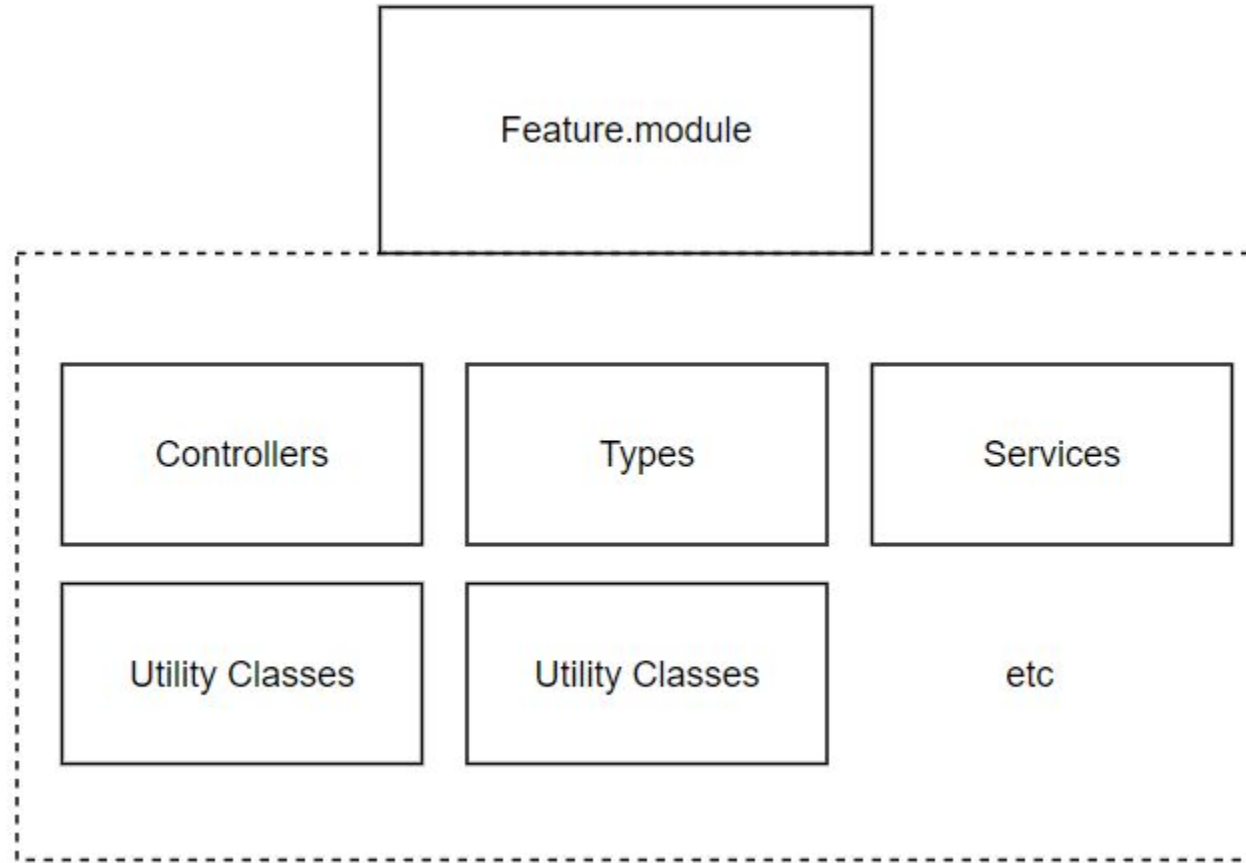 Feature.module
Controllers
Types
Services
Utility Classes
Utility Classes
etc